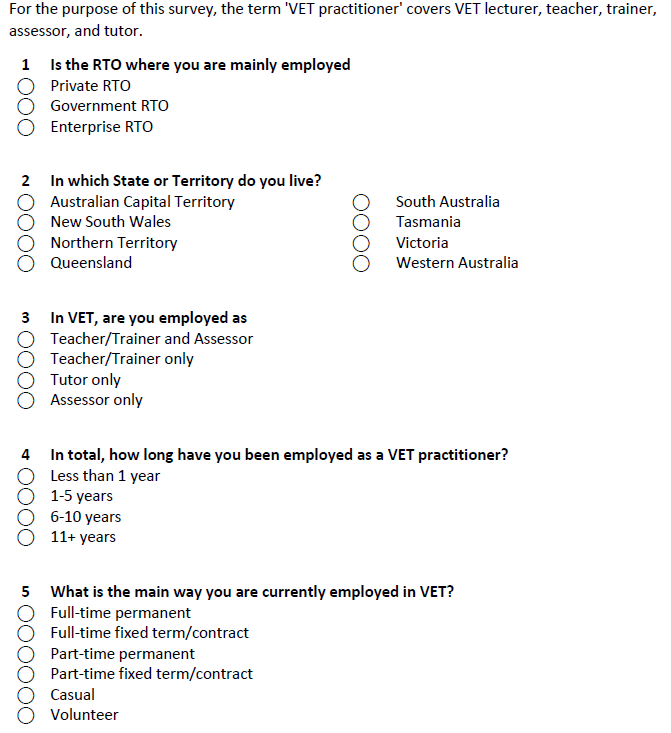 For the purpose of this survey, the term 'VET practitioner' covers VET lecturer, teacher, trainer,
assessor, and tutor.
1 Is the RTO where you are mainly employed
Private RTO
Government RTO
Enterprise RTO
2 In which State or Territory do you live?
Australian Capital Territory
New South Wales
Northern Territory
Queensland
South Australia
Tasmania
Victoria
Western Australia
3 In VET, are you employed as
Teacher/Trainer and Assessor
Teacher/Trainer only
Tutor only
Assessor only
4 In total, how long have you been employed as a VET practitioner?
Less than 1 year
1-5 years
6-10 years
11+ years
5 What is the main way you are currently employed in VET?
Full-time permanent
Full-time fixed term/contract
Part-time permanent
Part-time fixed term/contract
Casual
Volunteer